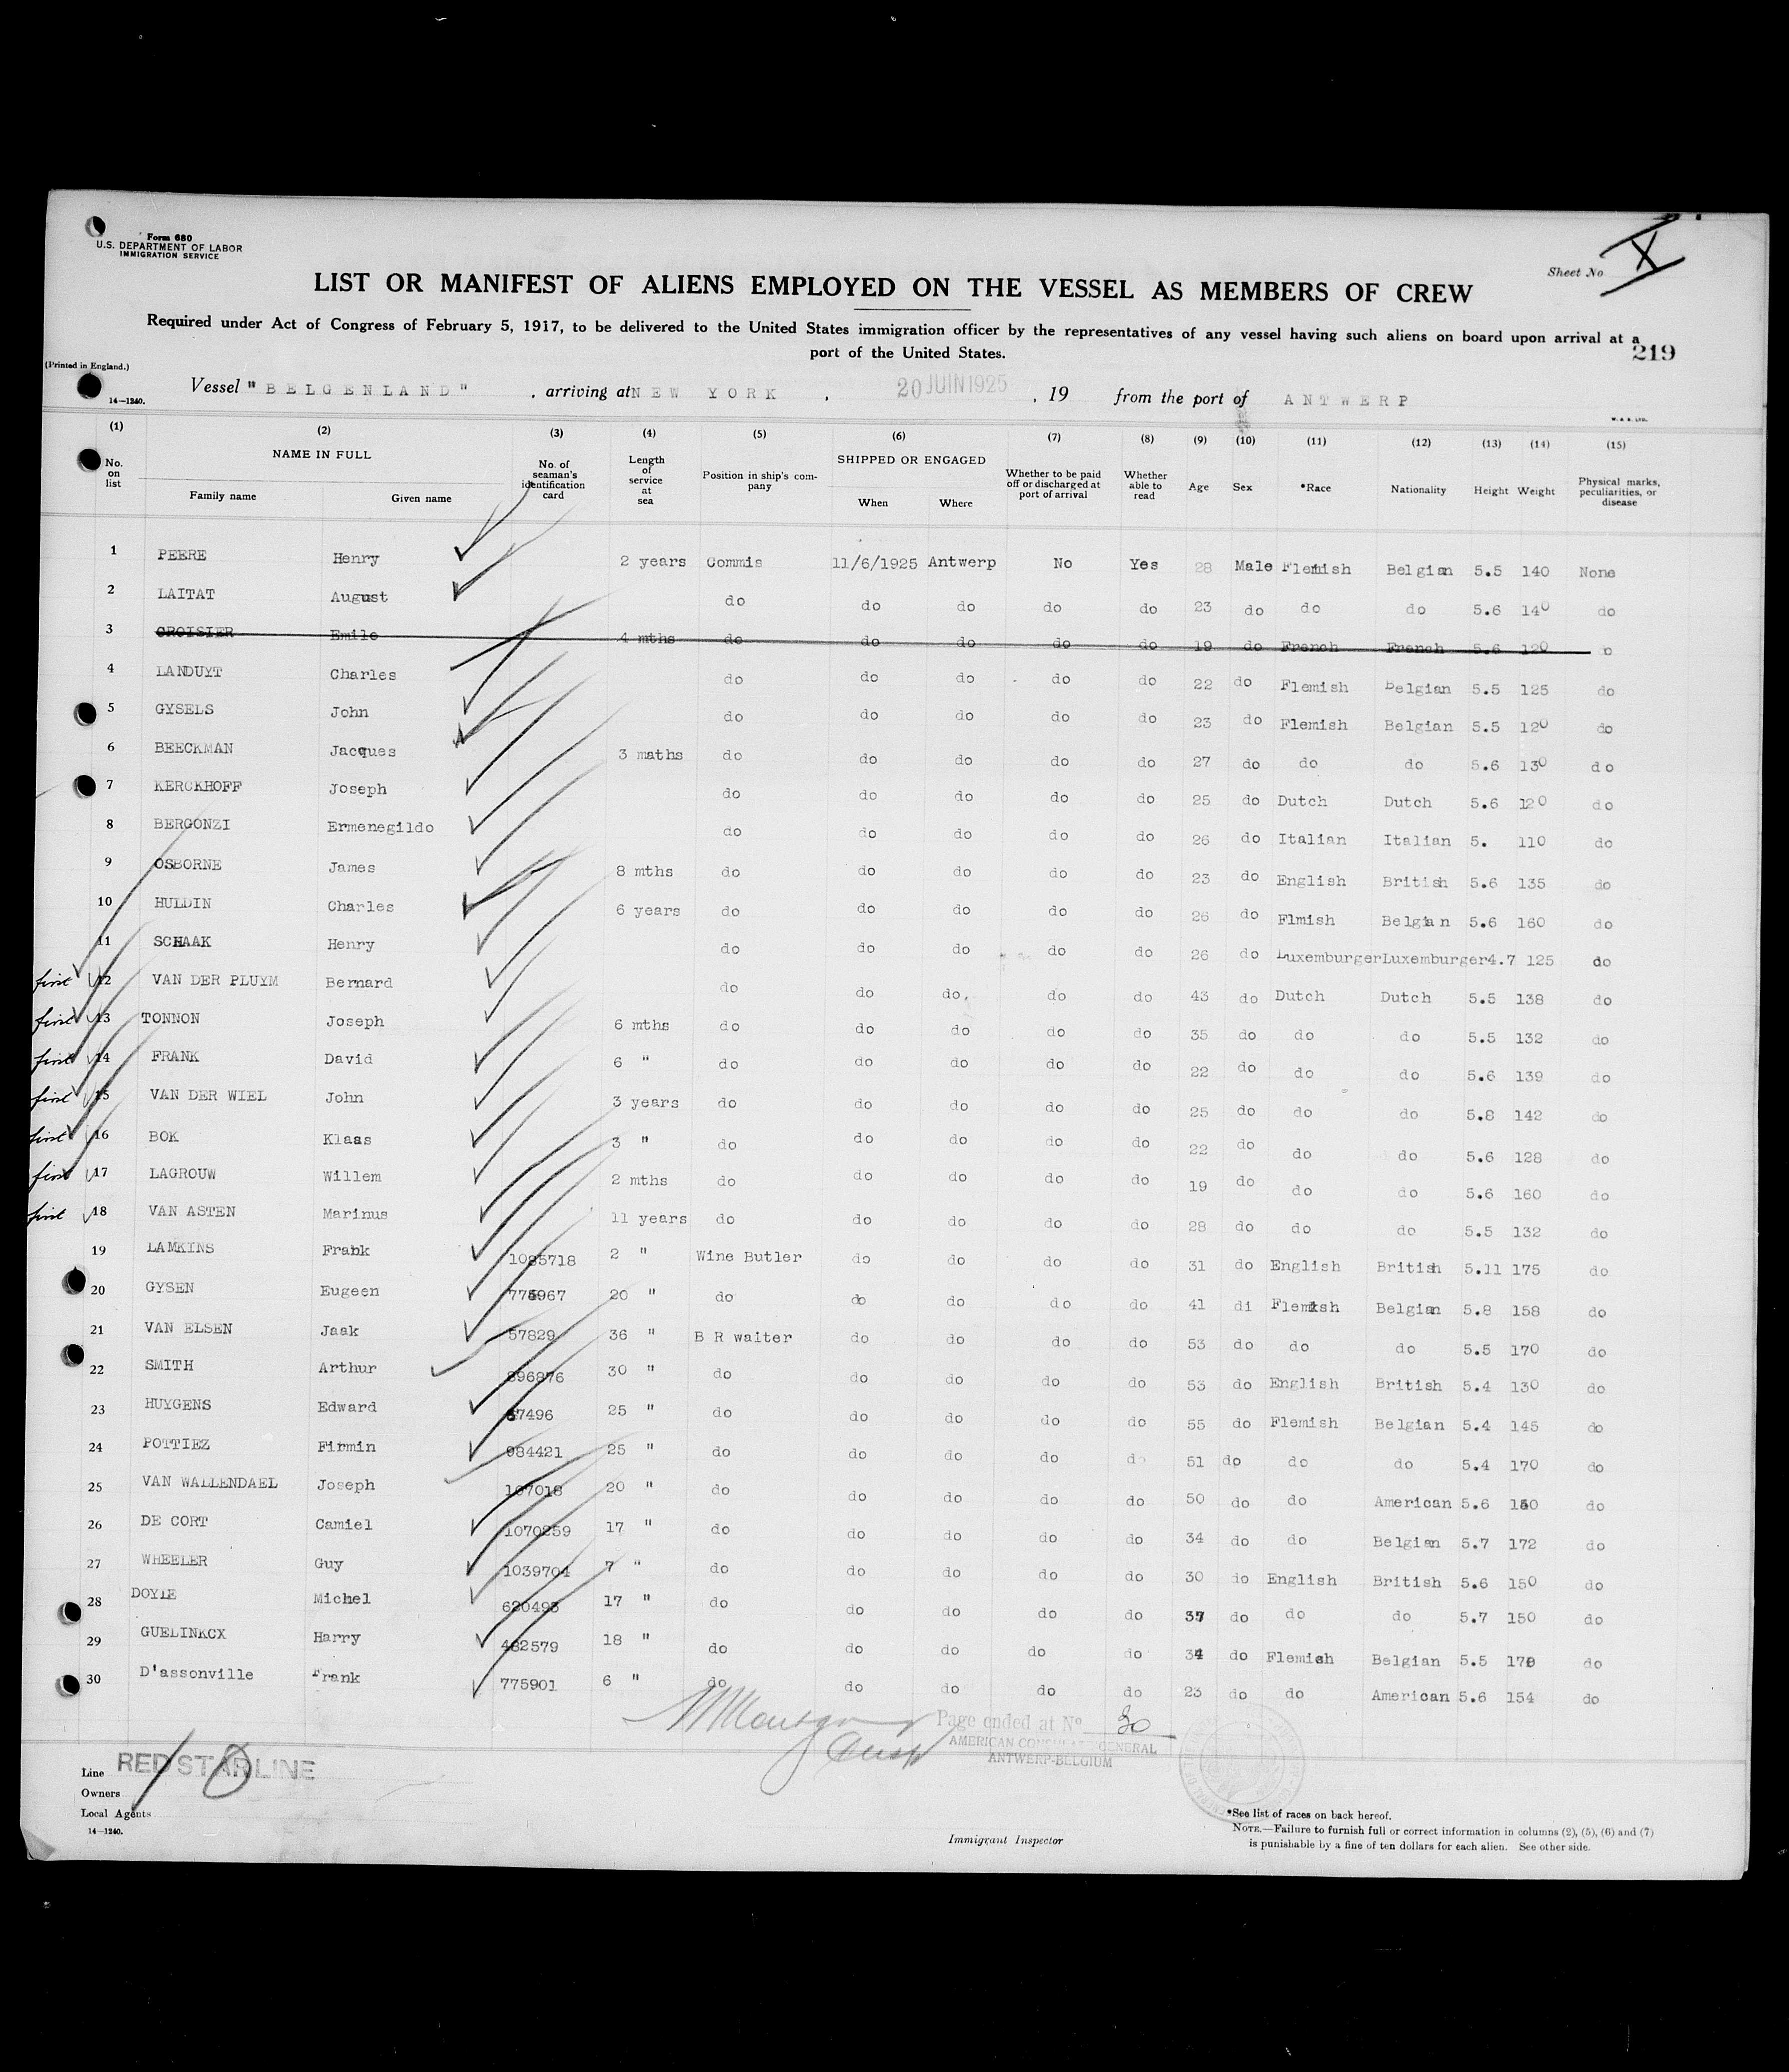 Form 680
U.S. DEPARTMENT OF LABOR
IMMIGRATION SERVICE
Sheet No X
LIST OR MANIFEST OF ALIENS EMPLOYED ON THE VESSEL AS MEMBERS OF CREW
Required under Act of Congress of February 5, 1917, to be delivered to the United States immigration officer by the representatives of any vessel having such aliens on board upon arrival at a
port of the United States.
219
(Printed in England.)
14—1240.
Vessel "BELGENLAND", arriving at NEW YORK, 20 JUIN 1925, 19 from the port of ANTWERP
(1) (2) (3) (4) (5) (6) (7) (8) (9) (10) (11) (12) (13) (14) (15)
No. on list NAME IN FULL Family name Given name No. of seaman's identification card Length of service at sea Position in ship's company SHIPPED OR ENGAGED When Where Whether to be paid off or discharged at port of arrival Whether able to read Age Sex *Race Nationality Height Weight Physical marks, peculiarities, or disease
1 PEERE Henry 2 years Commis 11/6/1925 Antwerp No Yes 28 Male Flemish Belgian 5.5 140 None
2 LAITAT August do do do do do 23 do do do 5.6 140 do
3 CROISIER Emile 4 mths do do do do do 19 do French French 5.6 120 o
4 LANDUYT Charles do do do do do 22 do Flemish Belgian 5.5 125 do
5 GYSELS John do do do do do 23 do Flemish Belgian 5.5 120 do
6 BEECKMAN Jacques 3 maths do do do do do 27 do do do 5.6 130 do
7 KERCKHOFF Joseph do do do do do 25 do Dutch Dutch 5.6 120 do
8 BERGONZI Ermenegildo do do do do do 26 do Italian Italian 5. 110 do
9 OSBORNE James 8 mths do do do do do 23 do English British 5.6 135 do
10 HULDIN Charles 6 years do do do do do 26 do Flmish Belgian 5.6 160 do
11 SCHAAK Henry do do do do do 26 do Luxemburger Luxemburger 4.7 125 do
first 12 VAN DER PLUYM Bernard do do do. do do 43 do Dutch Dutch 5.5 138 do
first 13 TONNON Joseph 6 mths do do do do do 35 do do do 5.5 132 do
first 14 FRANK David 6 " do do do do do 22 do do do 5.6 139 do
first 15 VAN DER WIEL John 3 years do do do do do 25 do do do 5.8 142 do
first 16 BOK Klaas 3 " do do do do do 22 do do do 5.6 128 do
first 17 LAGROUW Willem 2 mths do do do do do 19 do do do 5.6 160 do
first 18 VAN ASTEN Marinus 11 years do do do do do 28 do do do 5.5 132 do
19 LAMKINS Frank 1085718 2 " Wine Butler do do do do 31 do English British 5.11 175 do
20 GYSEN Eugeen 775967 20 " do do do do do 41 di Flemish Belgian 5.8 158 do
21 VAN ELSEN Jaak 57829 36 " B R waiter do do do do 53 do do do 5.5 170 do
22 SMITH Arthur 896876 30 " do do do do do 53 do English British 5.4 130 do
23 HUYGENS Edward 57496 25 " do do do do do 55 do Flemish Belgian 5.4 145 do
24 POTTIEZ Firmin 984421 25 " do do do do do 51 do do do 5.4 170 do
25 VAN WALLENDAEL Joseph 107018 20 " do do do do do 50 do do American 5.6 do
26 DE CORT Camiel 1070259 17 " do do do do do 34 do do Belgian 5.7 172 do
27 WHEELER Guy 1039704 7 " do do do do do 30 do English British 5.6 150 do
28 DOYLE Michel 620493 17 " do do do do do 37 do do do 5.7 150 do
29 GUELINKCX Harry 482579 18 " do do do do do 34 do Flemish Belgian 5.5 do
30 D'assonville Frank 775901 6 " do do do do do 23 do do American 5.6 154 do
Page ended at No 30
AMERICAN CONSULATE GENERAL
ANTWERP-BELGIUM
Line RED STAR LINE
Owners
Local Agents
14—1240.
Immigrant Inspector
*See list of races on back hereof.
NOTE.—Failure to furnish full or correct information in columns (2), (5), (6) and (7)
is punishable by a fine of ten dollars for each alien. See other side.